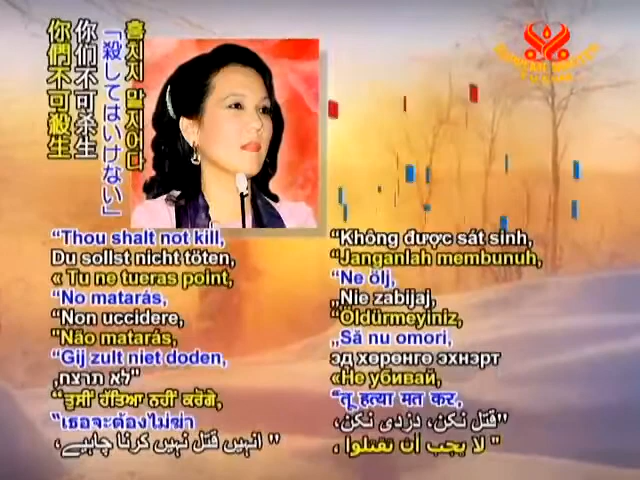 你們不可殺生
你们不可杀生
「殺してはいけない」
훔치지 말지어다
SUPREME MASTER
TELEVISION
“Thou shalt not kill,
Du sollst nicht töten,
« Tu ne tueras point,
“No matarás,
“Non uccidere,
"Não matarás,
“Gij zult niet doden,
"לא תרצח,
“ਤੁਸੀਂ ਹੱਤਿਆ ਨਹੀਂ ਕਰੋਗੇ,
“เธอจะต้องไม่ฆ่า
" انہیں قتل نہیں کرنا چاہیے،
“Không được sát sinh,
“Janganlah membunuh,
“Ne ölj,
„Nie zabijaj,
“Öldürmeyiniz,
„Să nu omori,
эд хөрөнгө эхнэрт
«Не убивай,
“तू हत्या मत कर,
"قتل نکن، دزدی نکن،
" لا يجب أن تقتلوا ،